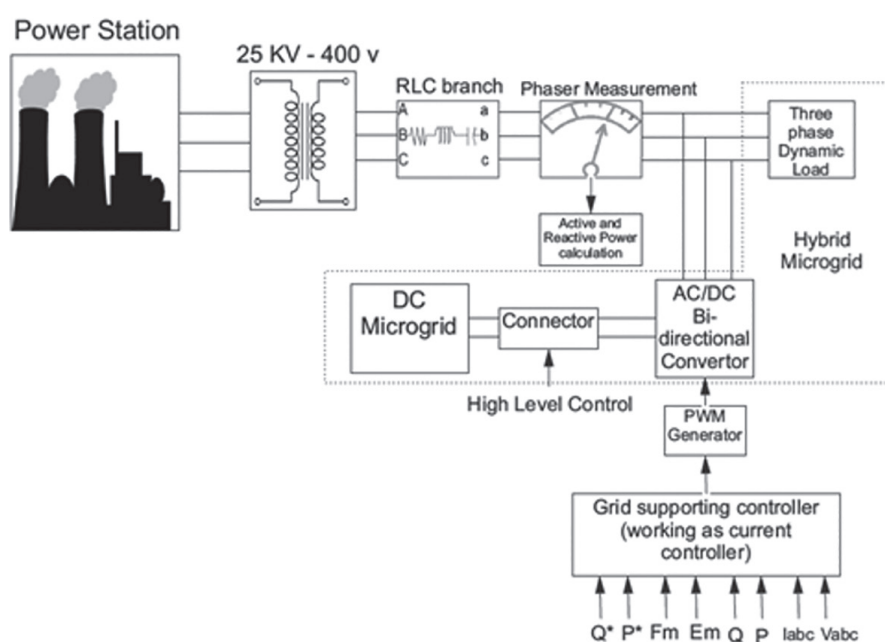 Power Station
25 KV - 400 v
RLC branch
Phaser Measurement
A
a
B
b
C
c
Three
phase
Dynamic
Load
Active and
Reactive Power
calculation
Hybrid
Microgrid
DC
Microgrid
Connector
AC/DC
Bi-
directional
Convertor
High Level Control
PWM
Generator
Grid supporting controller
(working as current
controller)
Q* P* Fm Em Q P Iabc Vabc